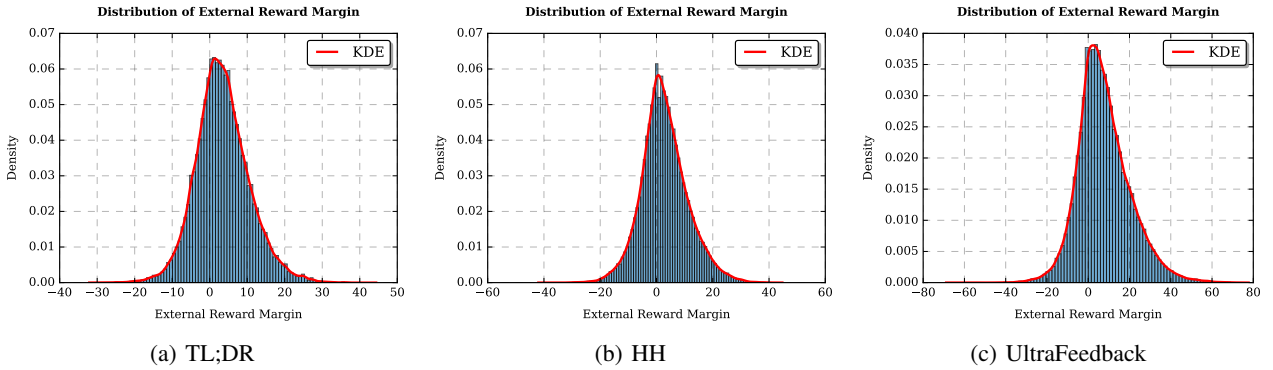 Distribution of External Reward Margin
0.07
0.06
0.05
0.04
0.03
0.02
0.01
0.00
Density
KDE
−40 −30 −20 −10 0 10 20 30 40 50
External Reward Margin
(a) TL;DR
Distribution of External Reward Margin
0.07
0.06
0.05
0.04
0.03
0.02
0.01
0.00
Density
KDE
−60 −40 −20 0 20 40 60
External Reward Margin
(b) HH
Distribution of External Reward Margin
0.040
0.035
0.030
0.025
0.020
0.015
0.010
0.005
0.000
Density
KDE
−80 −60 −40 −20 0 20 40 60 80
External Reward Margin
(c) UltraFeedback